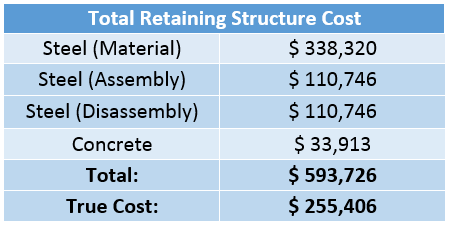 Total Retaining Structure Cost
Steel (Material) $ 338,320
Steel (Assembly) $ 110,746
Steel (Disassembly) $ 110,746
Concrete $ 33,913
Total: $ 593,726
True Cost: $ 255,406